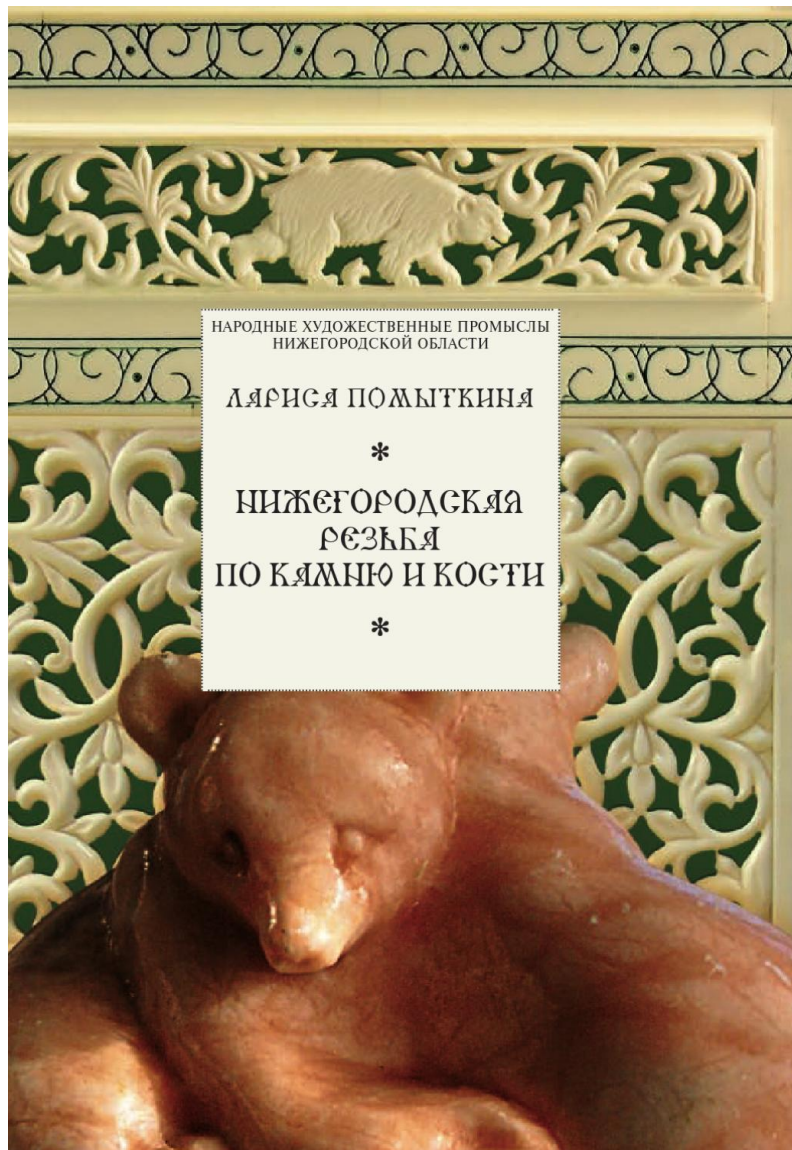 НАРОДНЫЕ ХУДОЖЕСТВЕННЫЕ ПРОМЫСЛЫ
НИЖЕГОРОДСКОЙ ОБЛАСТИ
ЛАРИСА ПОМЫТКИНА
*
НИЖЕГОРОДСКАЯ
РЕЗЬБА
ПО КАМНЮ И КОСТИ
*